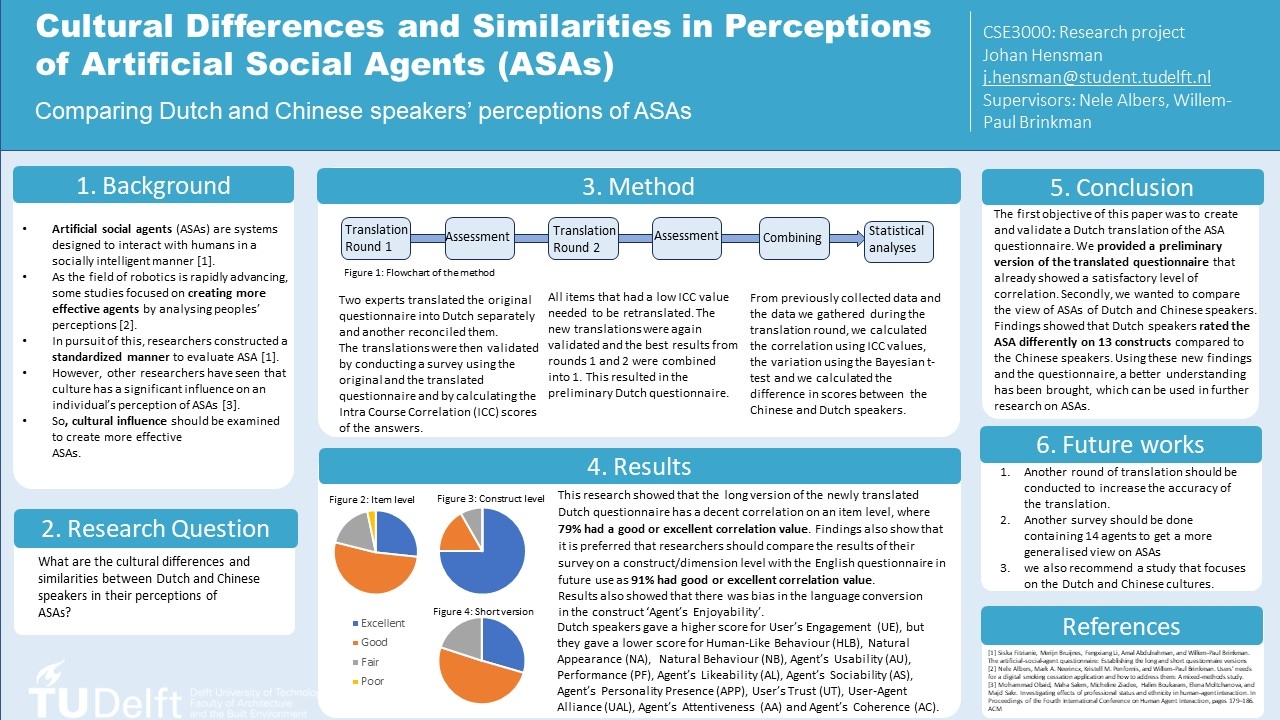 Cultural Differences and Similarities in Perceptions
of Artificial Social Agents (ASAs)
Comparing Dutch and Chinese speakers' perceptions of ASAs
CSE3000: Research project
Johan Hensman
j.hensman@student.tudelft.nl
Supervisors: Nele Albers, Willem-
Paul Brinkman
1. Background
• Artificial social agents (ASAs) are systems
designed to interact with humans in a
socially intelligent manner [1].
• As the field of robotics is rapidly advancing,
some studies focused on creating more
effective agents by analysing peoples'
perceptions [2].
• In pursuit of this, researchers constructed a
standardized manner to evaluate ASA [1].
• However, other researchers have seen that
culture has a significant influence on an
individual's perception of ASAs [3].
• So, cultural influence should be examined
to create more effective
ASAs.
2. Research Question
What are the cultural differences and
similarities between Dutch and Chinese
speakers in their perceptions of
ASAs?
TUDelft
Delft University of Technolo
Faculty of Architecture
and the Built Environment
3. Method
Translation
Round 1
Assessment
Translation
Round 2
Assessment
Combining
Statistical
analyses
Figure 1: Flowchart of the method
Two experts translated the original
questionnaire into Dutch separately
and another reconciled them.
The translations were then validated
by conducting a survey using the
original and the translated
questionnaire and by calculating the
Intra Course Correlation (ICC) scores
of the answers.
All items that had a low ICC value
needed to be retranslated. The
new translations were again
validated and the best results from
rounds 1 and 2 were combined
into 1. This resulted in the
preliminary Dutch questionnaire.
From previously collected data and
the data we gathered during the
translation round, we calculated
the correlation using ICC values,
the variation using the Bayesian t-
test and we calculated the
difference in scores between the
Chinese and Dutch speakers.
4. Results
Figure 2: Item level
Figure 3: Construct level
Figure 4: Short version
Excellent
Good
Fair
Poor
This research showed that the long version of the newly translated
Dutch questionnaire has a decent correlation on an item level, where
79% had a good or excellent correlation value. Findings also show that
it is preferred that researchers should compare the results of their
survey on a construct/dimension level with the English questionnaire in
future use as 91% had good or excellent correlation value.
Results also showed that there was bias in the language conversion
in the construct 'Agent's Enjoyability'.
Dutch speakers gave a higher score for User's Engagement (UE), but
they gave a lower score for Human-Like Behaviour (HLB), Natural
Appearance (NA), Natural Behaviour (NB), Agent's Usability (AU),
Performance (PF), Agent's Likeability (AL), Agent's Sociability (AS),
Agent's Personality Presence (APP), User's Trust (UT), User-Agent
Alliance (UAL), Agent's Attentiveness (AA) and Agent's Coherence (AC).
5. Conclusion
The first objective of this paper was to create
and validate a Dutch translation of the ASA
questionnaire. We provided a preliminary
version of the translated questionnaire that
already showed a satisfactory level of
correlation. Secondly, we wanted to compare
the view of ASAs of Dutch and Chinese speakers.
Findings showed that Dutch speakers rated the
ASA differently on 13 constructs compared to
the Chinese speakers. Using these new findings
and the questionnaire, a better understanding
has been brought, which can be used in further
research on ASAs.
6. Future works
1. Another round of translation should be
conducted to increase the accuracy of
the translation.
2. Another survey should be done
containing 14 agents to get a more
generalised view on ASAs
3. we also recommend a study that focuses
on the Dutch and Chinese cultures.
References
[1] Siska Fitrianie, Merijn Bruijnes, Fengxiang Li, Amal Abdulrahman, and Willem-Paul Brinkman.
The artificial-social-agent questionnaire: Establishing the long and short questionnaire versions
[2] Nele Albers, Mark A. Neerincx, Kristell M. Penfornis, and Willem-Paul Brinkman. Users' needs
for a digital smoking cessation application and how to address them: A mixed-methods study.
[3] Mohammad Obaid, Maha Salem, Micheline Ziadee, Halim Boukaram, Elena Moltchanova, and
Majd Sakr. Investigating effects of professional status and ethnicity in human-agent interaction. In
Proceedings of the Fourth International Conference on Human Agent Interaction, pages 179–186.
ACM